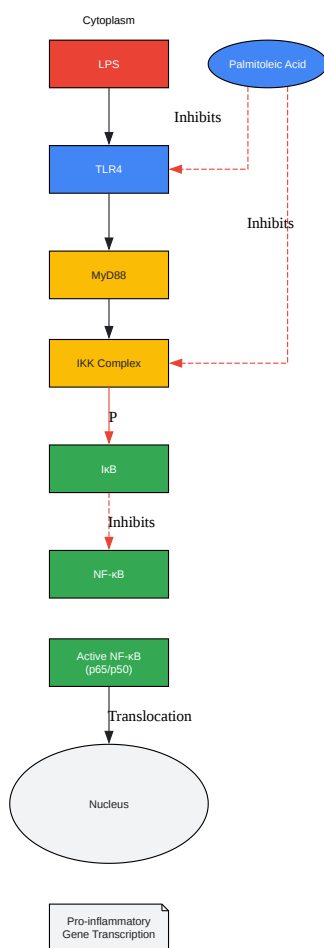 Cytoplasm
LPS
Palmitoleic Acid
Inhibits
TLR4
Inhibits
MyD88
IKK Complex
P
IκB
Inhibits
NF-κB
Active NF-κB
(p65/p50)
Translocation
Nucleus
Pro-inflammatory
Gene Transcription